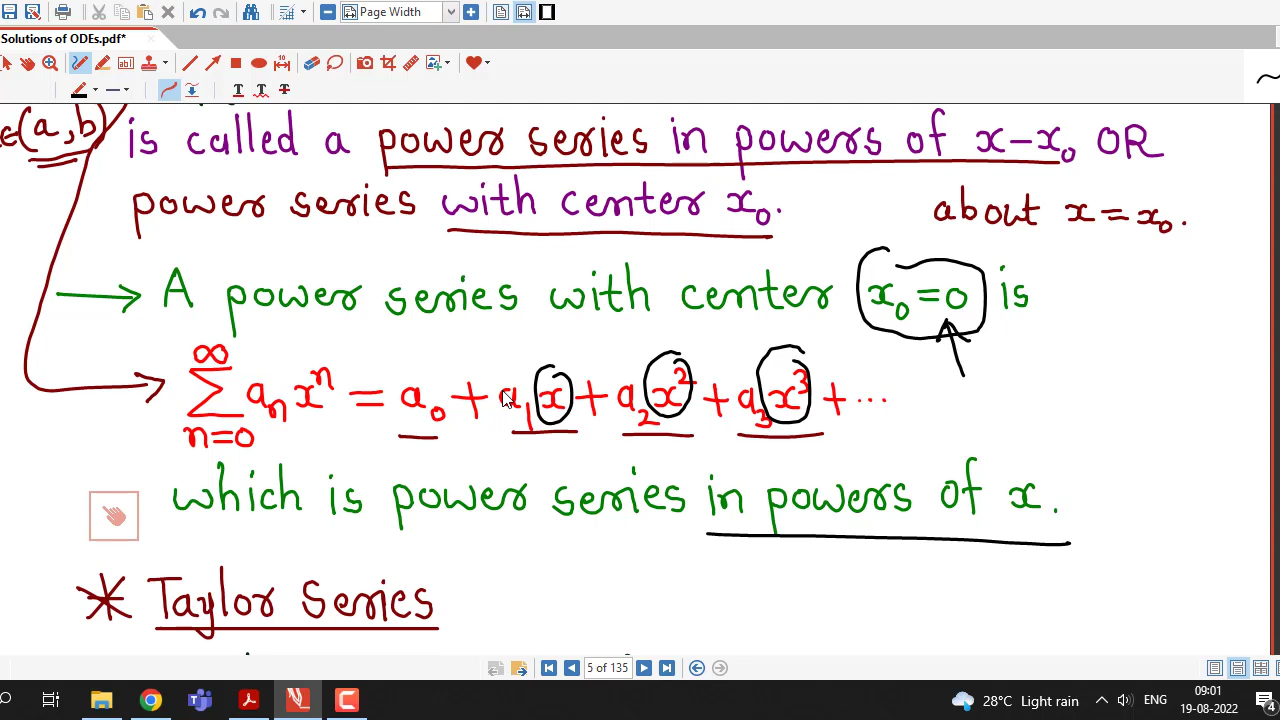 Page Width
Solutions of ODEs.pdf*
(a,b) is called a power series in powers of x−x₀ OR
power series with center x₀.
about x = x₀.
→ A power series with center x₀ = 0 is
∞
∑ aₙxⁿ = a₀ + a₁x + a₂x² + a₃x³ + ...
n=0
which is power series in powers of x.
* Taylor Series
5 of 135
28°C Light rain
ENG
09:01
19-08-2022
4